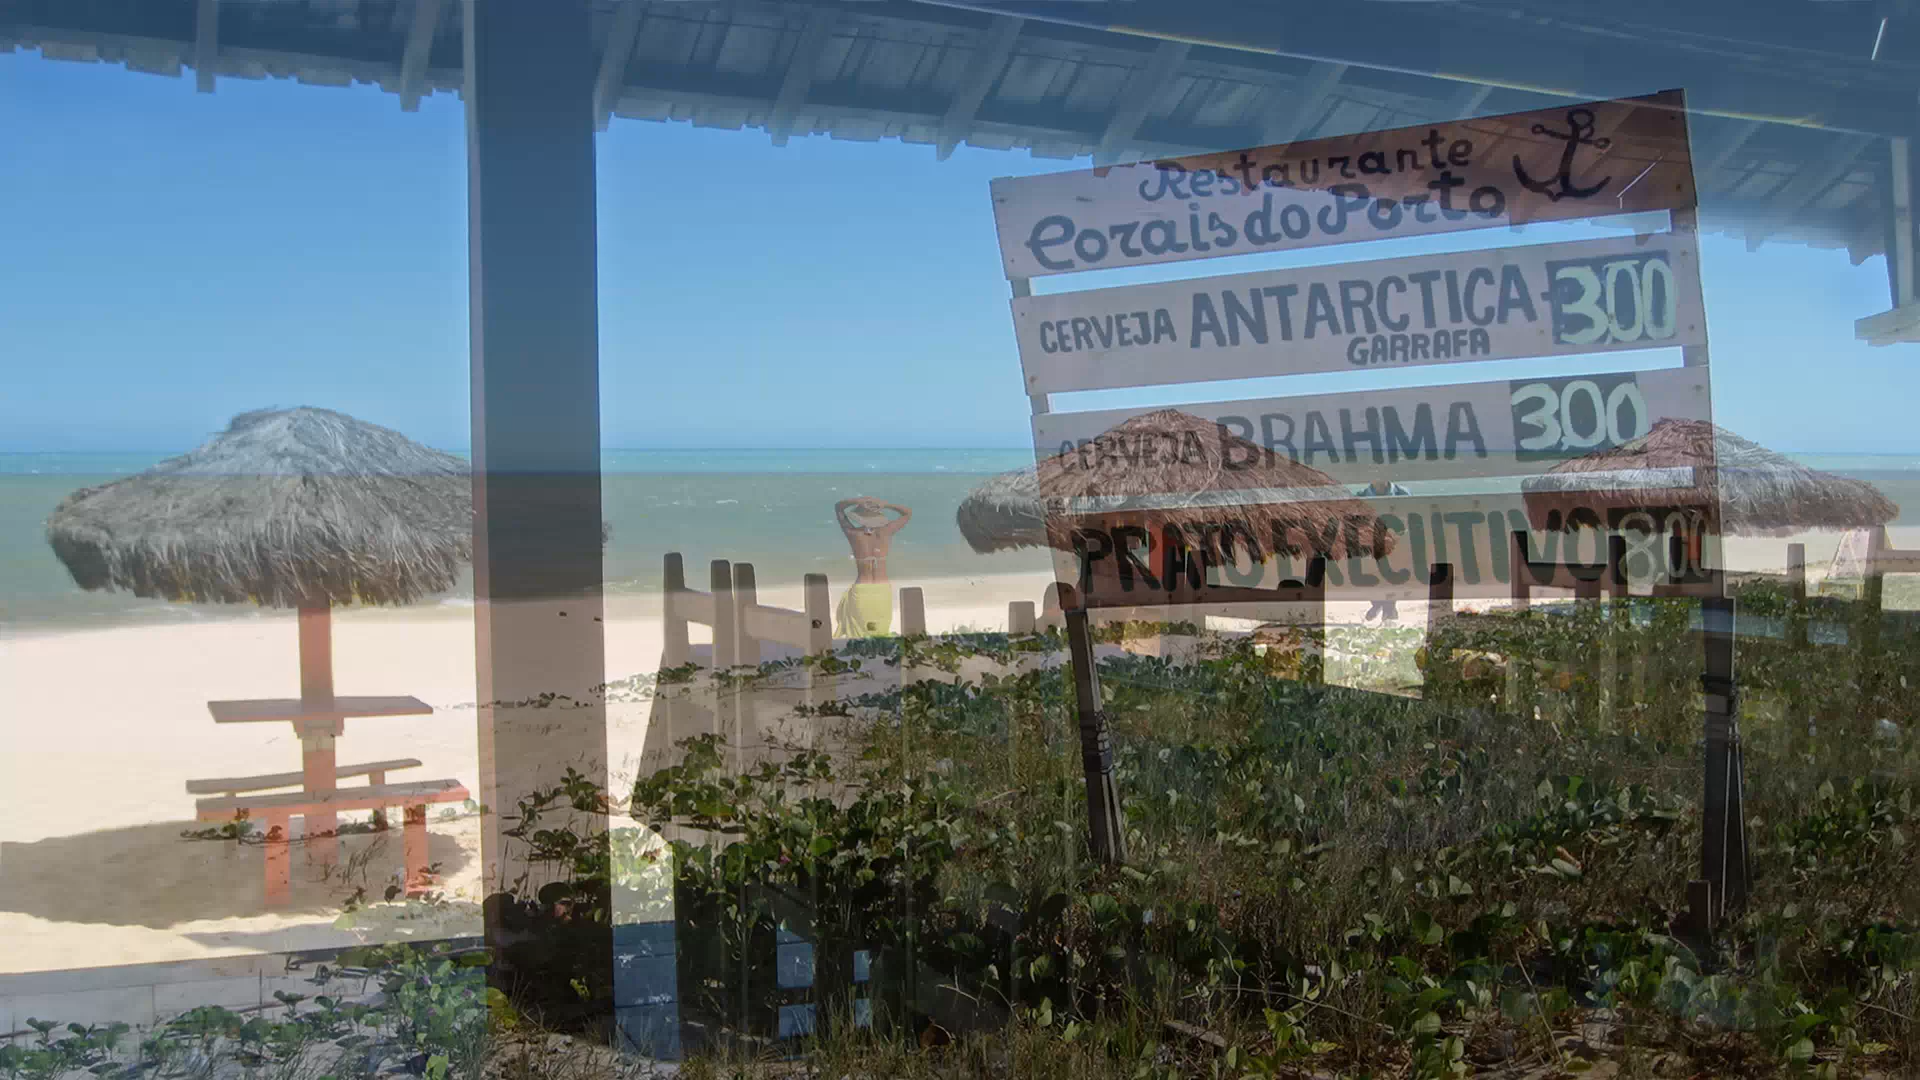 Restaurante
Corais do Porto
CERVEJA ANTARCTICA 3.00
GARRAFA
CERVEJA BRAHMA 3.00
PRATO EXECUTIVO 8.00